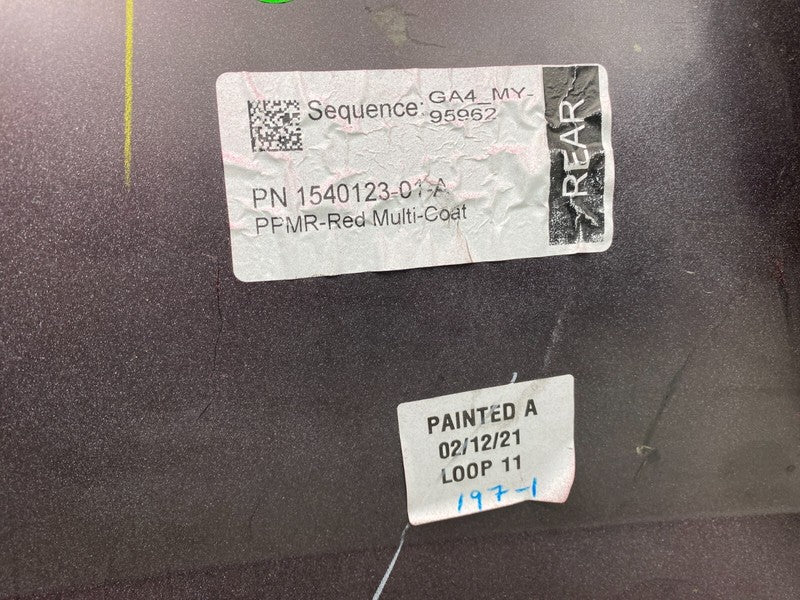 Sequence: GA4_MY-
95962
REAR
PN 1540123-01-A
PPMR-Red Multi-Coat
PAINTED A
02/12/21
LOOP 11
197-1